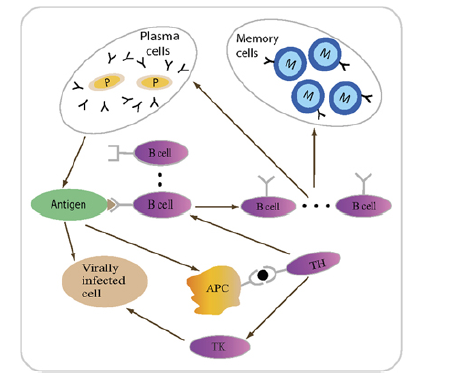 Plasma
cells
Memory
cells
P
P
M
M
M
M
B cell
Antigen
B cell
B cell
B cell
Virally
infected
cell
APC
TH
TK